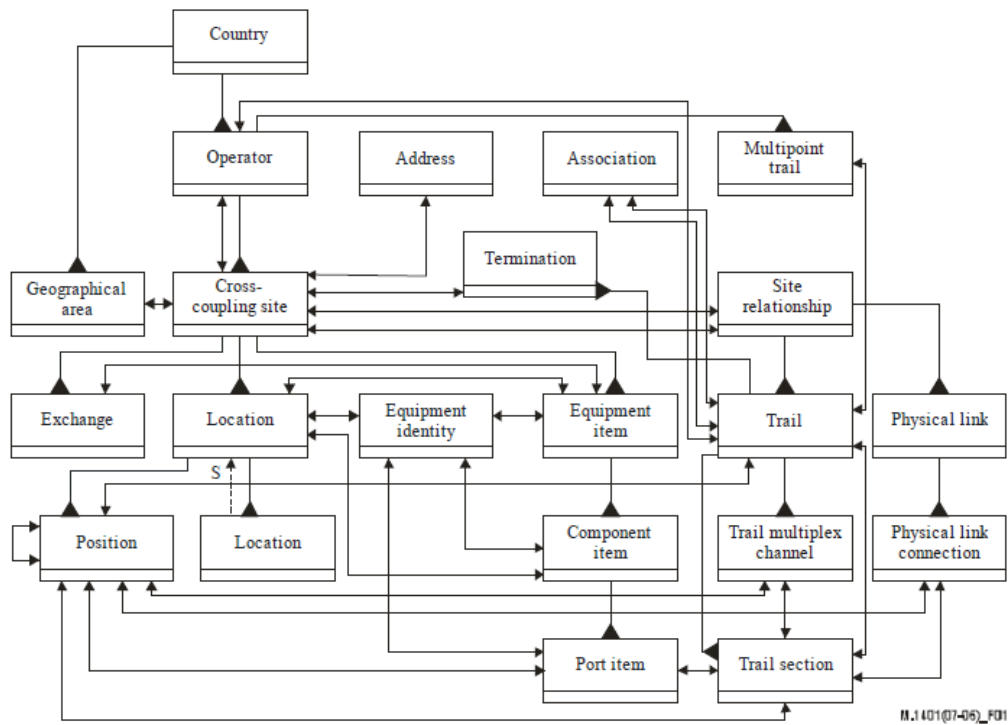 Country
Operator
Address
Association
Multipoint
trail
Termination
Geographical
area
Cross-
coupling site
Site
relationship
Exchange
Location
Equipment
identity
Equipment
item
Trail
Physical link
S
Position
Location
Component
item
Trail multiplex
channel
Physical link
connection
Port item
Trail section
M.1401(07-06)_F01